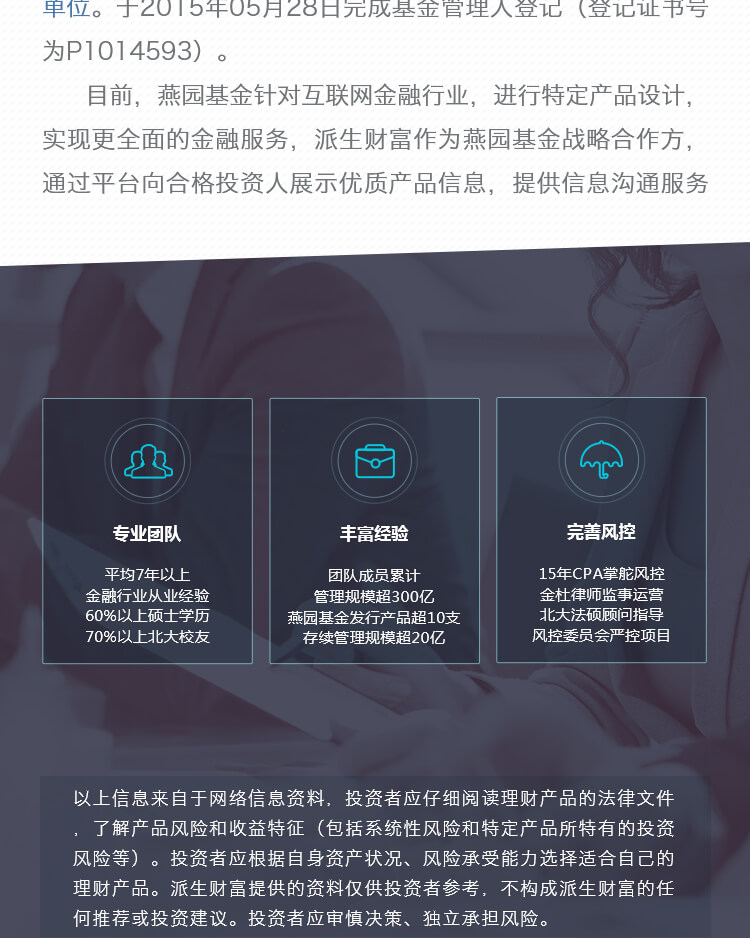 单位。于2015年05月28日完成基金管理人登记（登记证书号
为P1014593）。
目前，燕园基金针对互联网金融行业，进行特定产品设计，
实现更全面的金融服务，派生财富作为燕园基金战略合作方，
通过平台向合格投资人展示优质产品信息，提供信息沟通服务
专业团队
平均7年以上
金融行业从业经验
60%以上硕士学历
70%以上北大校友
丰富经验
团队成员累计
管理规模超300亿
燕园基金发行产品超10支
存续管理规模超20亿
完善风控
15年CPA掌舵风控
金杜律师监事运营
北大法硕顾问指导
风控委员会严控项目
以上信息来自于网络信息资料，投资者应仔细阅读理财产品的法律文件
，了解产品风险和收益特征（包括系统性风险和特定产品所特有的投资
风险等）。投资者应根据自身资产状况、风险承受能力选择适合自己的
理财产品。派生财富提供的资料仅供投资者参考，不构成派生财富的任
何推荐或投资建议。投资者应审慎决策、独立承担风险。